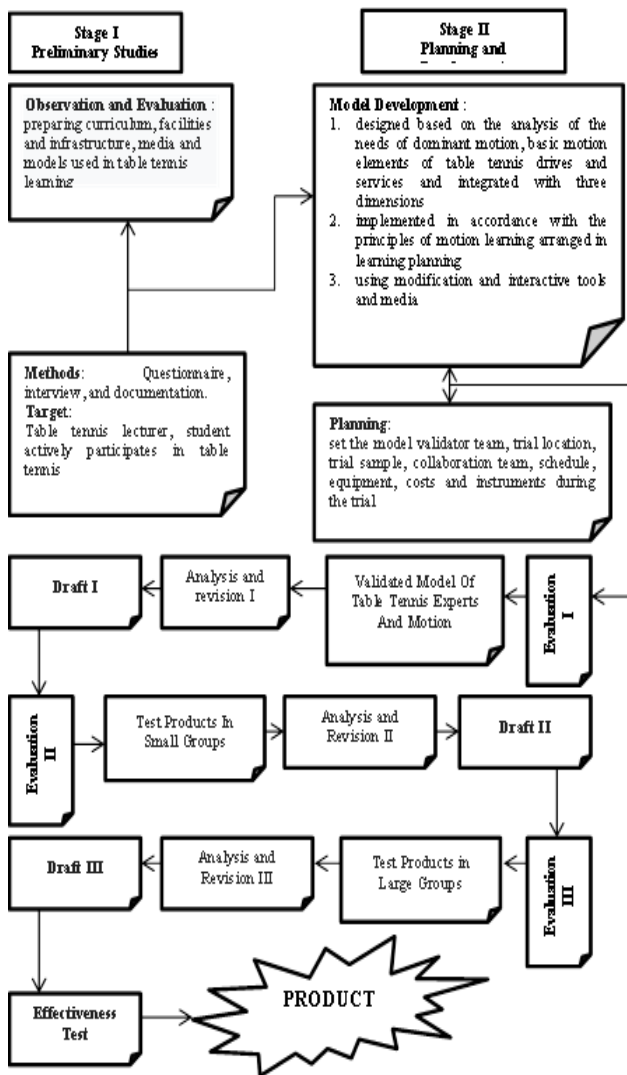 Stage I
Preliminary Studies
Stage II
Planning and
Observation and Evaluation :
preparing curriculum, facilities
and infrastructure, media and
models used in table tennis
learning
Model Development :
1. designed based on the analysis of the
needs of dominant motion, basic motion
elements of table tennis drives and
services and integrated with three
dimensions
2. implemented in accordance with the
principles of motion learning arranged in
learning planning
3. using modification and interactive tools
and media
Methods: Questionnaire,
interview, and documentation.
Target:
Table tennis lecturer, student
actively participates in table
tennis
Planning:
set the model validator team, trial location,
trial sample, collaboration team, schedule,
equipment, costs and instruments during
the trial
Draft I
Analysis and
revision I
Validated Model Of
Table Tennis Experts
And Motion
Evaluation
I
Evaluation
II
Test Products In
Small Groups
Analysis and
Revision II
Draft II
Draft III
Analysis and
Revision III
Test Products in
Large Groups
Evaluation
III
Effectiveness
Test
PRODUCT